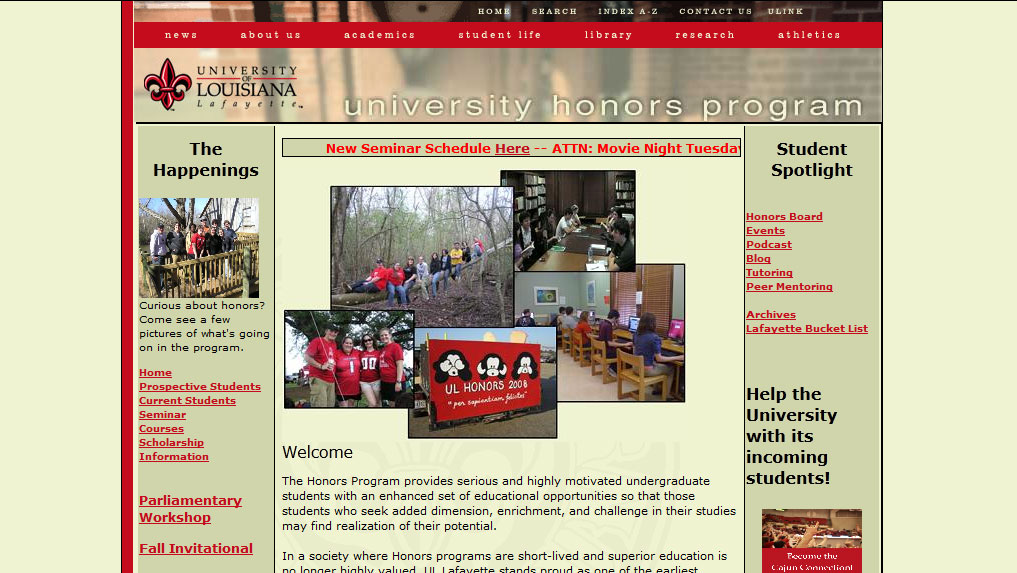 HOME SEARCH INDEX A-Z CONTACT US ULINK
news about us academics student life library research athletics
UNIVERSITY
OF
LOUISIANA
Lafayette
university honors program
The
Happenings
Curious about honors?
Come see a few
pictures of what's going
on in the program.
Home
Prospective Students
Current Students
Seminar
Courses
Scholarship
Information
Parliamentary
Workshop
Fall Invitational
New Seminar Schedule Here -- ATTN: Movie Night Tuesda
UL HONORS 2008
"per sapientiam felicitas"
Welcome
The Honors Program provides serious and highly motivated undergraduate
students with an enhanced set of educational opportunities so that those
students who seek added dimension, enrichment, and challenge in their studies
may find realization of their potential.
In a society where Honors programs are short-lived and superior education is
no longer highly valued, UL Lafayette stands proud as one of the earliest
Student
Spotlight
Honors Board
Events
Podcast
Blog
Tutoring
Peer Mentoring
Archives
Lafayette Bucket List
Help the
University
with its
incoming
students!
Become the
Cajun Connection!